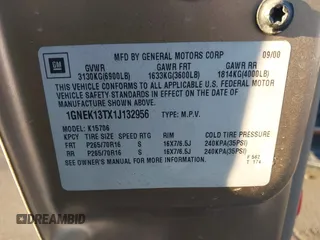 GM
MFD BY GENERAL MOTORS CORP 09/00
GVWR GAWR FRT GAWR RR
3130KG(6900LB) 1633KG(3600LB) 1814KG(4000LB)
THIS VEHICLE CONFORMS TO ALL APPLICABLE U.S. FEDERAL
MOTOR VEHICLE SAFETY STANDARDS IN EFFECT ON THE DATE OF
MANUFACTURE SHOWN ABOVE.
1GNEK13TX1J132956 TYPE: M.P.V.
MODEL: K15706
KPCY TIRE SIZE SPEED RTG RIM COLD TIRE PRESSURE
FRT P265/70R16 S 16X7/6.5J 240KPA(35PSI)
RR P265/70R16 S 16X7/6.5J 240KPA(35PSI)
SEE OWNER'S MANUAL FOR MORE INFORMATION.
DREAMBID